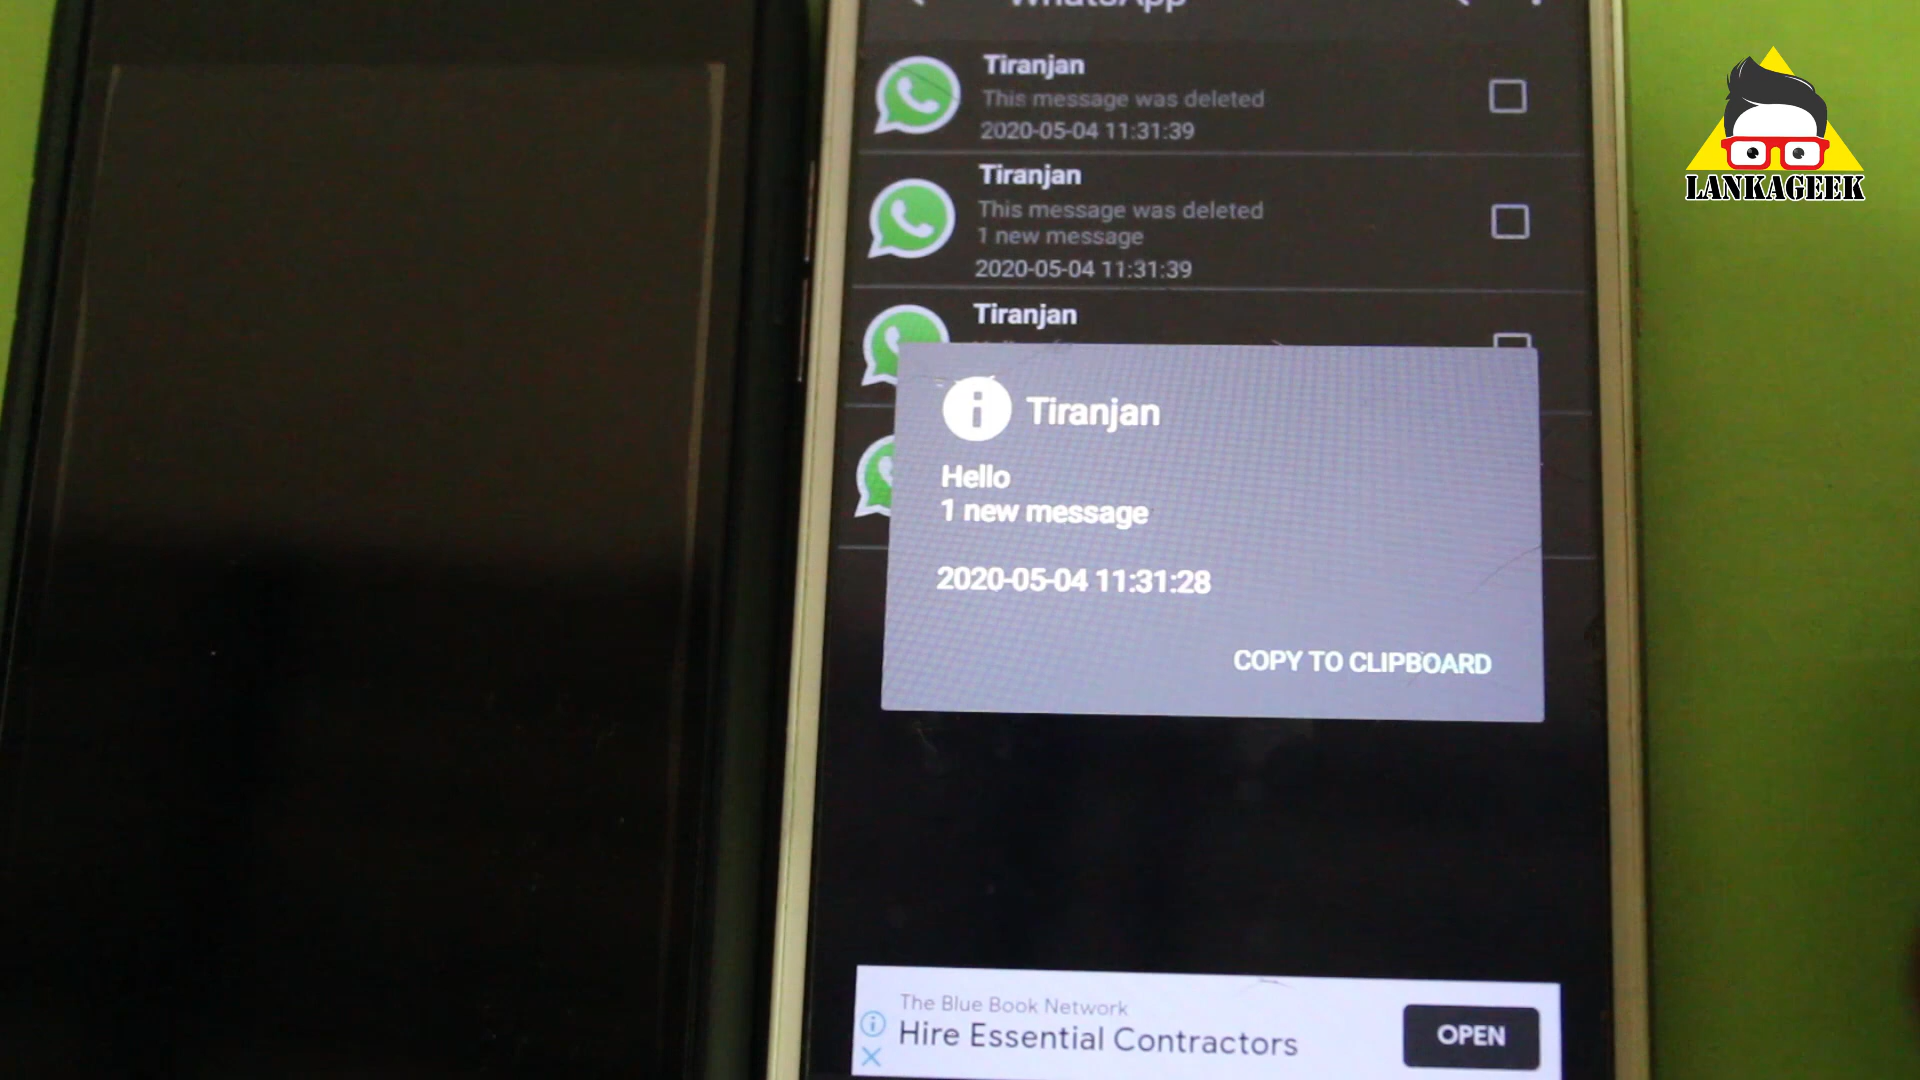 WhatsApp
Tiranjan
This message was deleted
2020-05-04 11:31:39
Tiranjan
This message was deleted
1 new message
2020-05-04 11:31:39
Tiranjan
Tiranjan
Hello
1 new message
2020-05-04 11:31:28
COPY TO CLIPBOARD
The Blue Book Network
Hire Essential Contractors
OPEN
LANKAGEEK